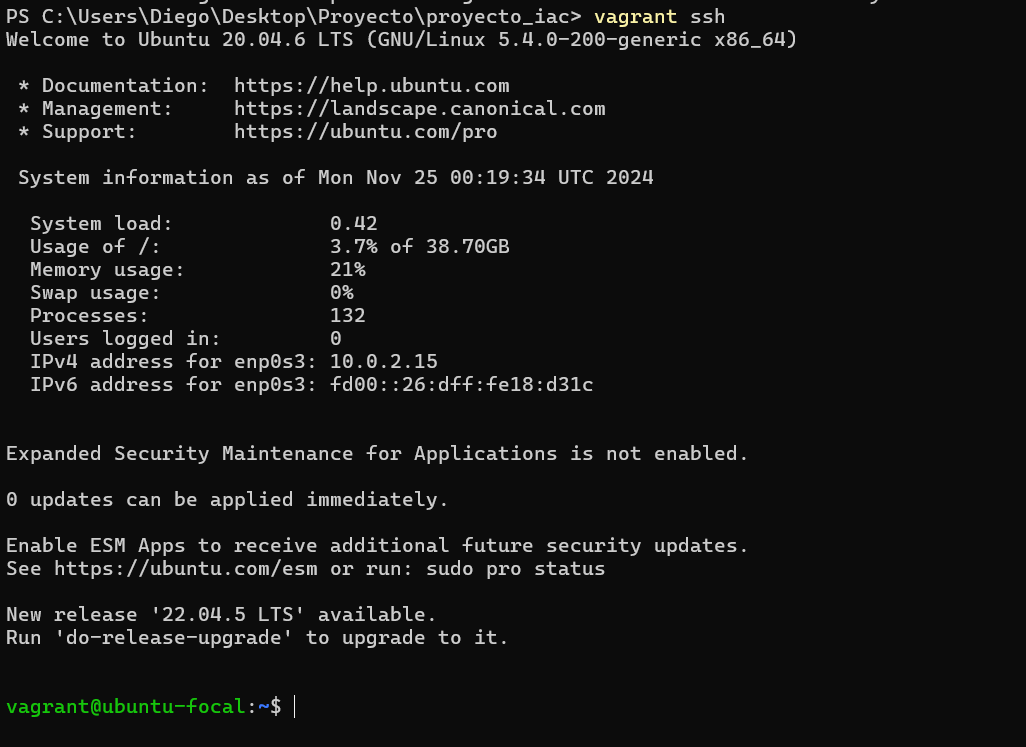 PS C:\Users\Diego\Desktop\Proyecto\proyecto_iac> vagrant ssh
Welcome to Ubuntu 20.04.6 LTS (GNU/Linux 5.4.0-200-generic x86_64)

 * Documentation:  https://help.ubuntu.com
 * Management:     https://landscape.canonical.com
 * Support:        https://ubuntu.com/pro

 System information as of Mon Nov 25 00:19:34 UTC 2024

  System load:             0.42
  Usage of /:              3.7% of 38.70GB
  Memory usage:            21%
  Swap usage:              0%
  Processes:               132
  Users logged in:         0
  IPv4 address for enp0s3: 10.0.2.15
  IPv6 address for enp0s3: fd00::26:dff:fe18:d31c

Expanded Security Maintenance for Applications is not enabled.

0 updates can be applied immediately.

Enable ESM Apps to receive additional future security updates.
See https://ubuntu.com/esm or run: sudo pro status

New release '22.04.5 LTS' available.
Run 'do-release-upgrade' to upgrade to it.

vagrant@ubuntu-focal:~$